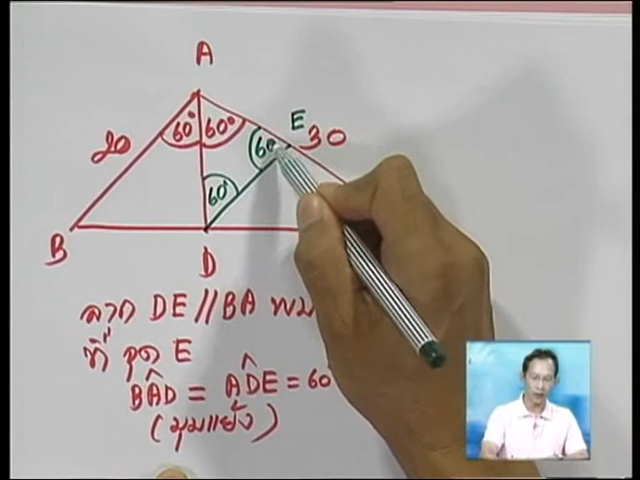 A
20
60°
60°
E
30
60°
60°
B
D
ลาก DE // BA พบ
ที่ จุด E
BÂD = AD̂E = 60
(มุมแย้ง)